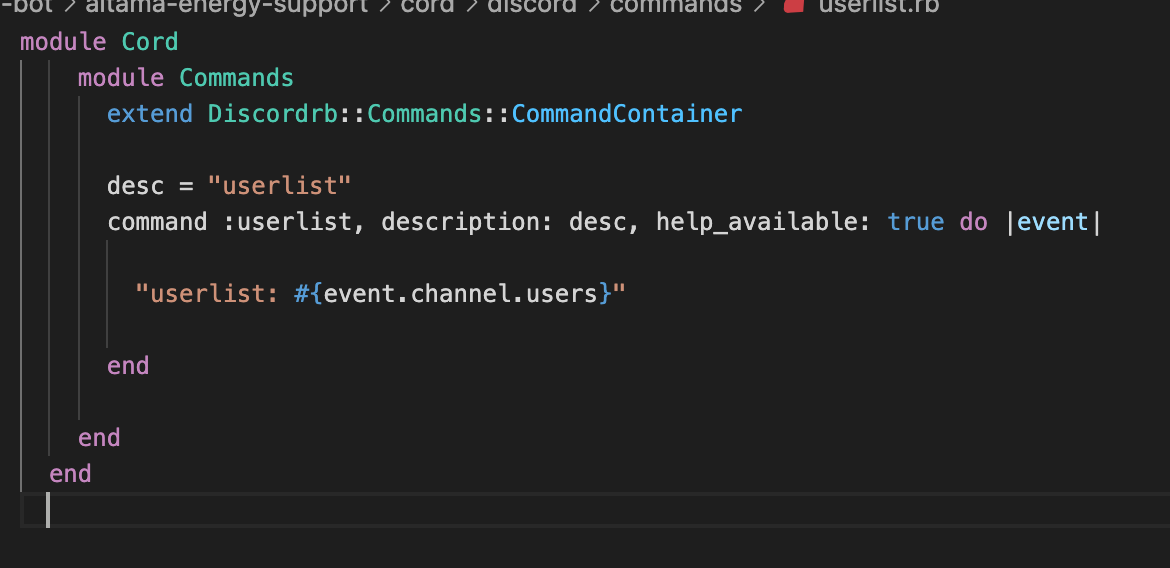 -bot > altama-energy-support > cord > discord > commands > userlist.rb
module Cord
module Commands
extend Discordrb::Commands::CommandContainer
desc = "userlist"
command :userlist, description: desc, help_available: true do |event|
"userlist: #{event.channel.users}"
end
end
end